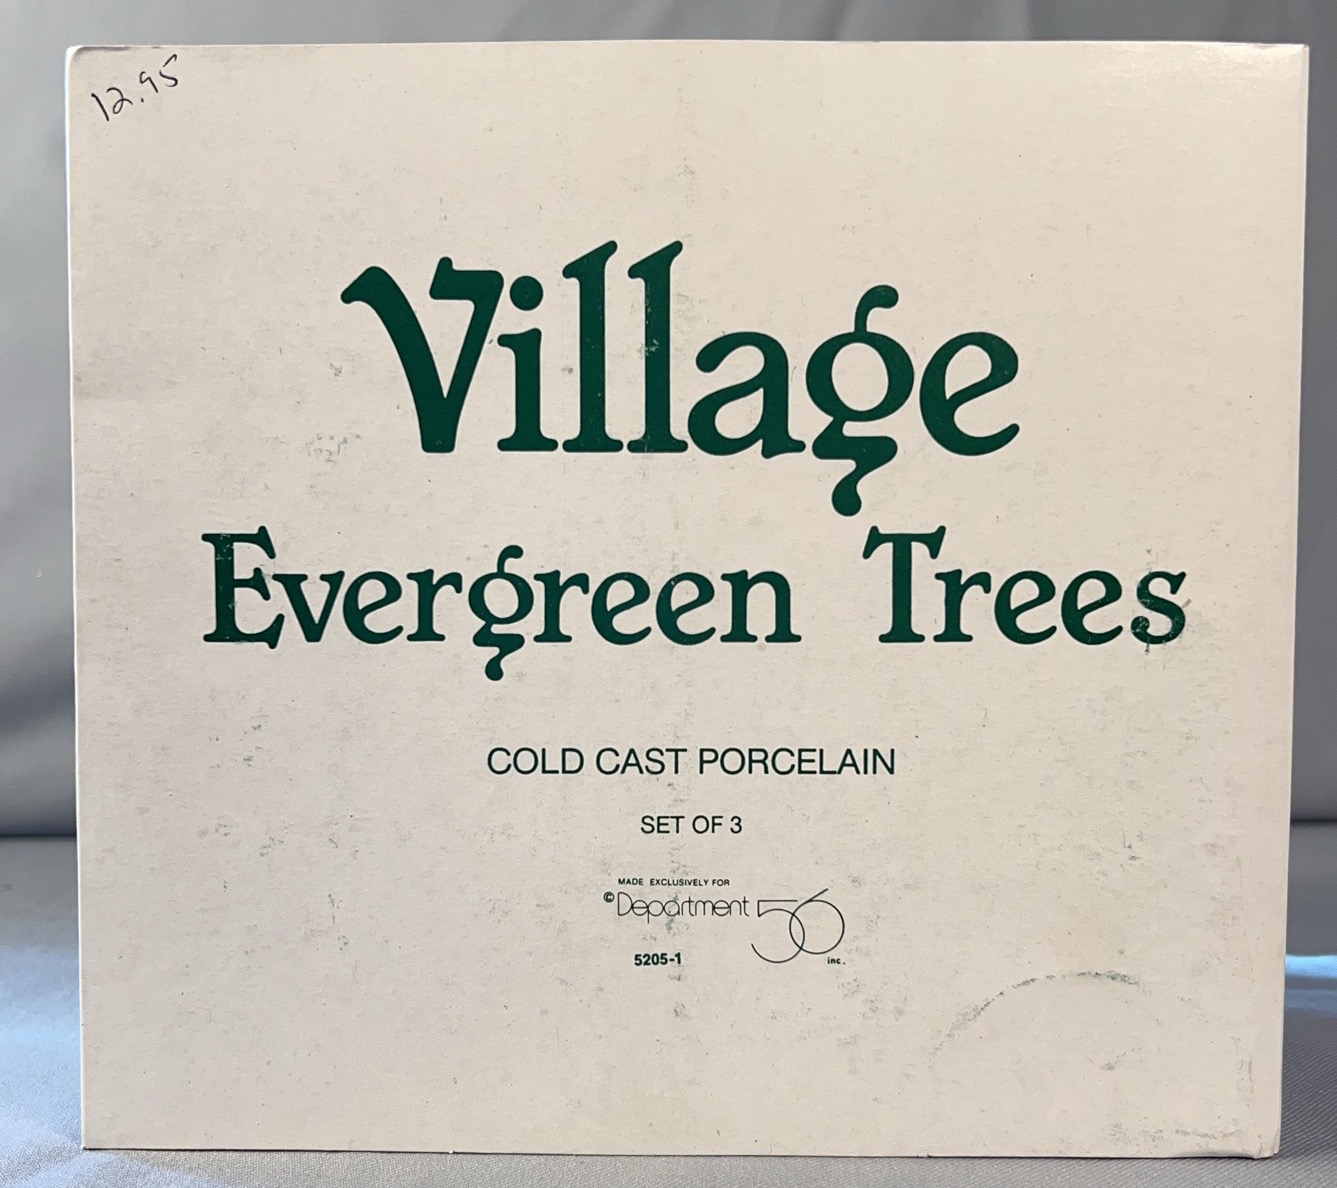 12.95
Village
Evergreen Trees
COLD CAST PORCELAIN
SET OF 3
MADE EXCLUSIVELY FOR
©Department 56
inc.
5205-1